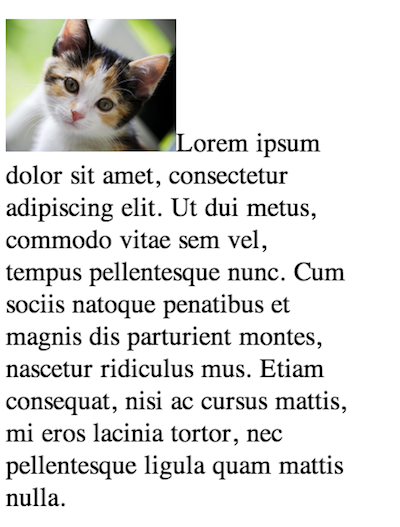 Lorem ipsum
dolor sit amet, consectetur
adipiscing elit. Ut dui metus,
commodo vitae sem vel,
tempus pellentesque nunc. Cum
sociis natoque penatibus et
magnis dis parturient montes,
nascetur ridiculus mus. Etiam
consequat, nisi ac cursus mattis,
mi eros lacinia tortor, nec
pellentesque ligula quam mattis
nulla.